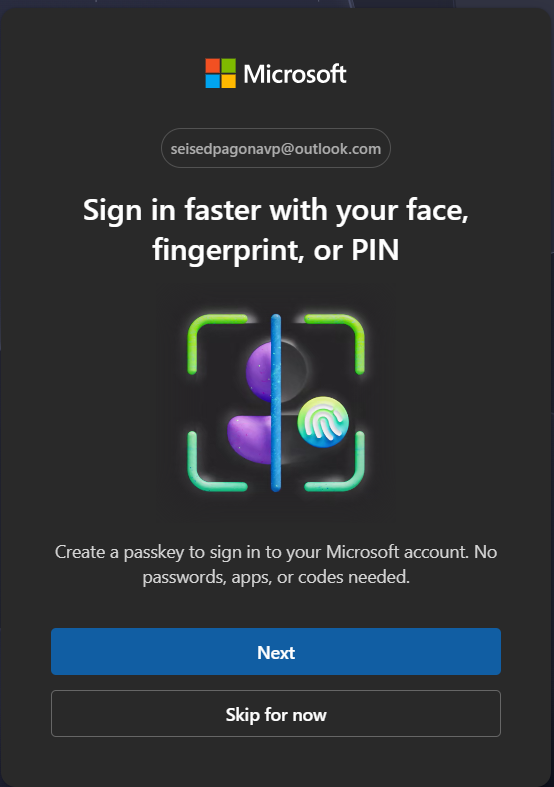 Microsoft
seisedpagonavp@outlook.com
Sign in faster with your face,
fingerprint, or PIN
Create a passkey to sign in to your Microsoft account. No
passwords, apps, or codes needed.
Next
Skip for now